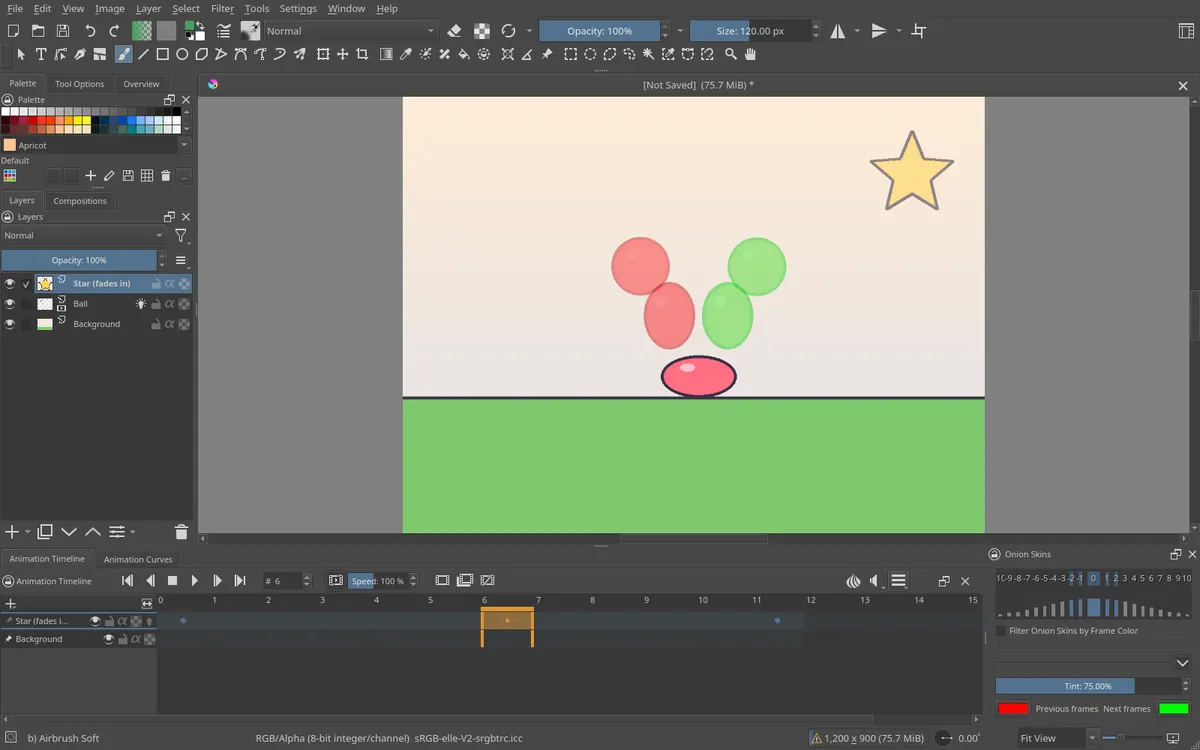 File Edit View Image Layer Select Filter Tools Settings Window Help
Normal Opacity: 100% Size: 120.00 px
Palette Tool Options Overview
[Not Saved] (75.7 MiB) *
Palette
Apricot
Default
...
Layers Compositions
Layers
Normal
Opacity: 100%
Star (fades in)
Ball
Background
Animation Timeline Animation Curves
Onion Skins
Animation Timeline # 6 Speed: 100 %
-10-9-8-7-6-5-4-3-2-1 0 1 2 3 4 5 6 7 8 9 10
0 1 2 3 4 5 6 7 8 9 10 11 12 13 14 15
Star (fades i...
Background
Filter Onion Skins by Frame Color
Tint: 75.00%
Previous frames Next frames
b) Airbrush Soft RGB/Alpha (8-bit integer/channel) sRGB-elle-V2-srgbtrc.icc 1,200 x 900 (75.7 MiB) 0.00° Fit View